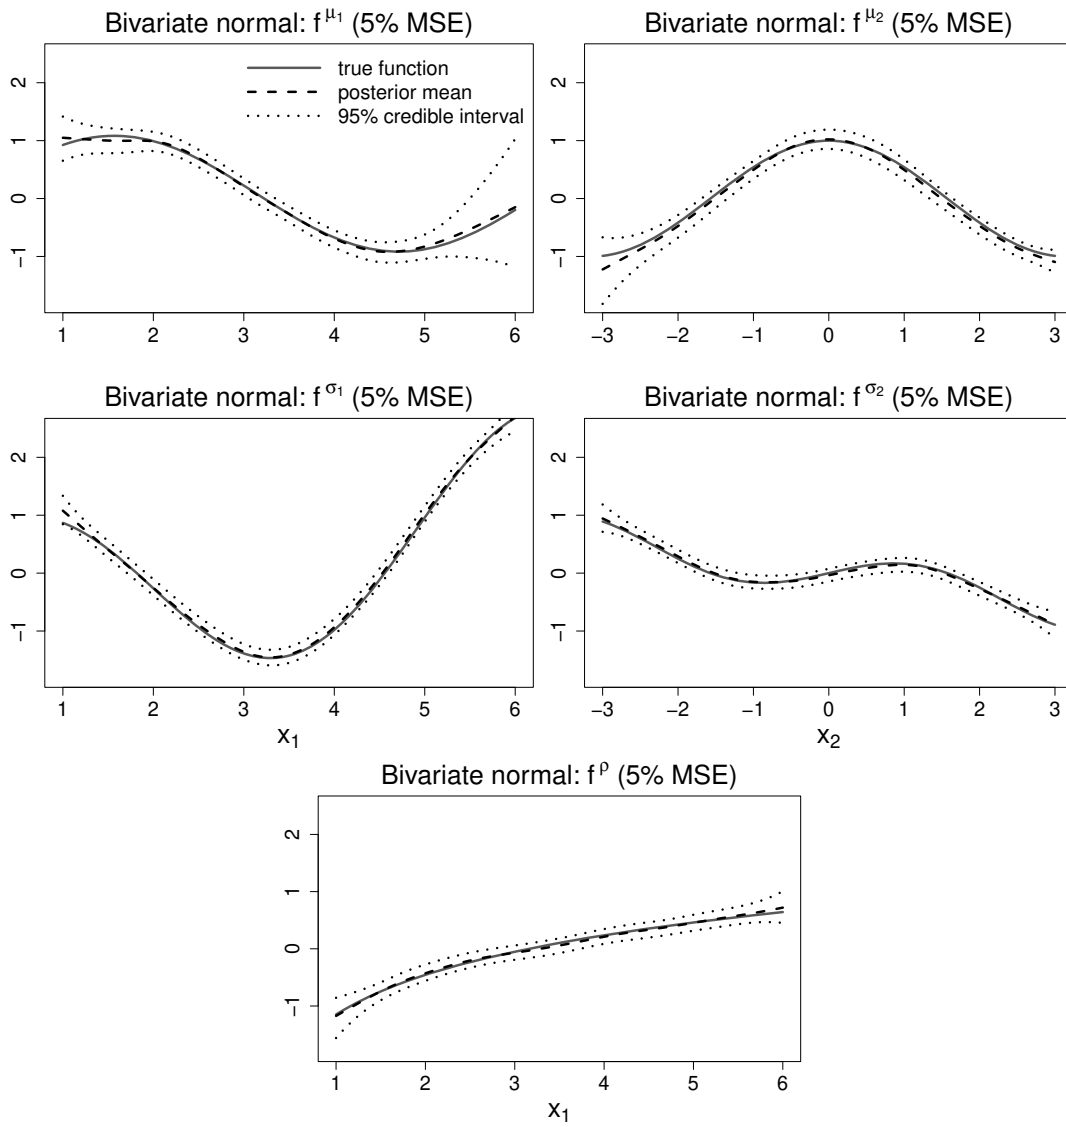 Bivariate normal: f^μ₁ (5% MSE)
Bivariate normal: f^μ₂ (5% MSE)
true function
posterior mean
95% credible interval
2
1
0
−1
1 2 3 4 5 6
2
1
0
−1
−3 −2 −1 0 1 2 3
Bivariate normal: f^σ₁ (5% MSE)
Bivariate normal: f^σ₂ (5% MSE)
2
1
0
−1
1 2 3 4 5 6
x₁
2
1
0
−1
−3 −2 −1 0 1 2 3
x₂
Bivariate normal: f^ρ (5% MSE)
2
1
0
−1
1 2 3 4 5 6
x₁